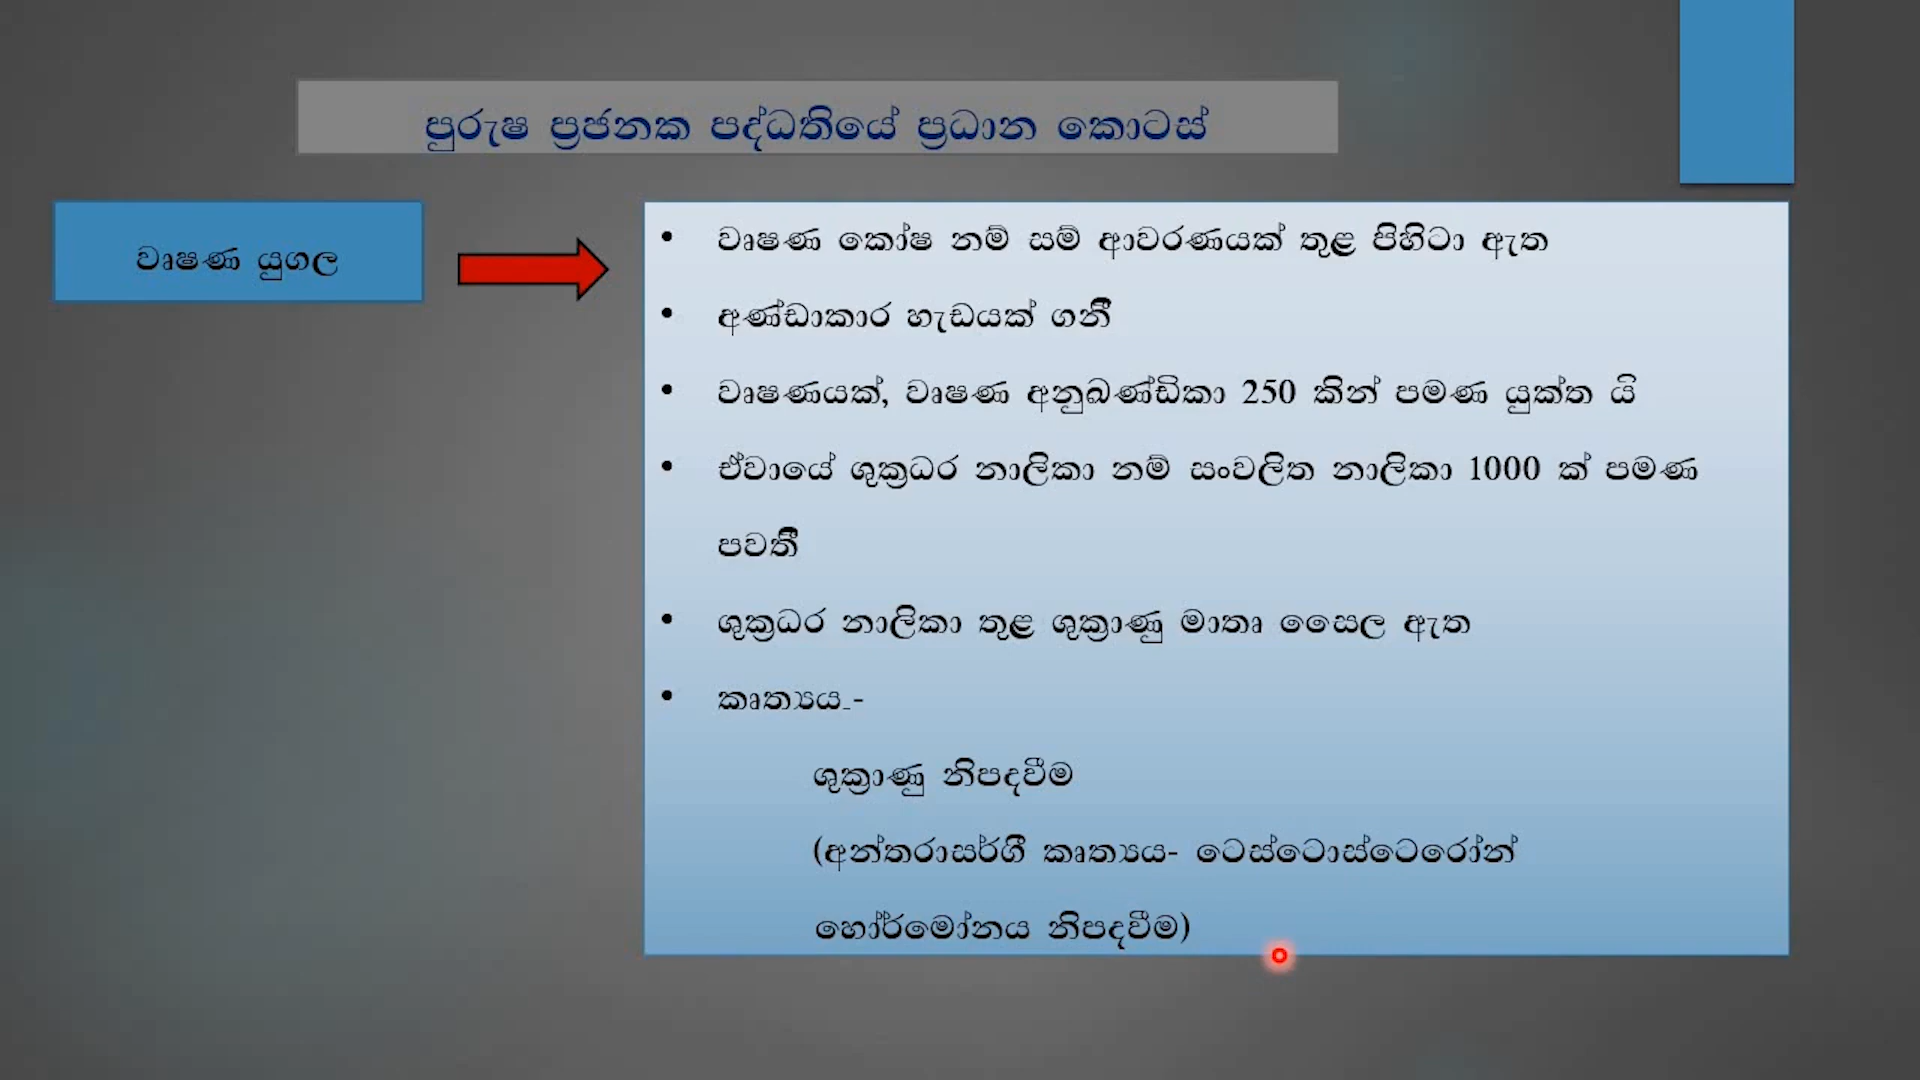 පුරුෂ ප්‍රජනක පද්ධතියේ ප්‍රධාන කොටස්
වෘෂණ යුගල
• වෘෂණ කෝෂ නම් සම් ආවරණයක් තුළ පිහිටා ඇත
• අණ්ඩාකාර හැඩයක් ගනී
• වෘෂණයක්, වෘෂණ අනුඛණ්ඩිකා 250 කින් පමණ යුක්ත යි
• ඒවායේ ශුක්‍රධර නාලිකා නම් සංවලිත නාලිකා 1000 ක් පමණ
පවතී
• ශුක්‍රධර නාලිකා තුළ ශුක්‍රාණු මාතෘ සෛල ඇත
• කෘත්‍යය.-
ශුක්‍රාණු නිපදවීම
(අන්තරාසර්ගී කෘත්‍යය- ටෙස්ටොස්ටෙරෝන්
හෝර්මෝනය නිපදවීම)